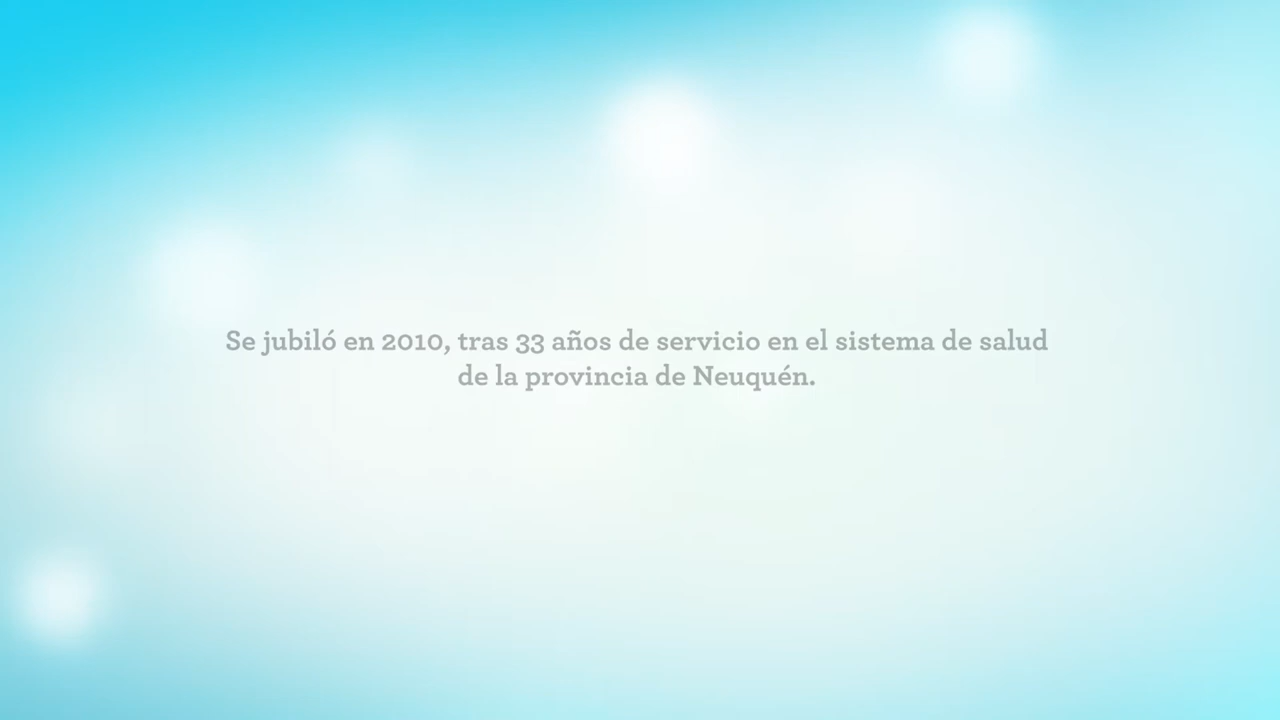 Se jubiló en 2010, tras 33 años de servicio en el sistema de salud
de la provincia de Neuquén.